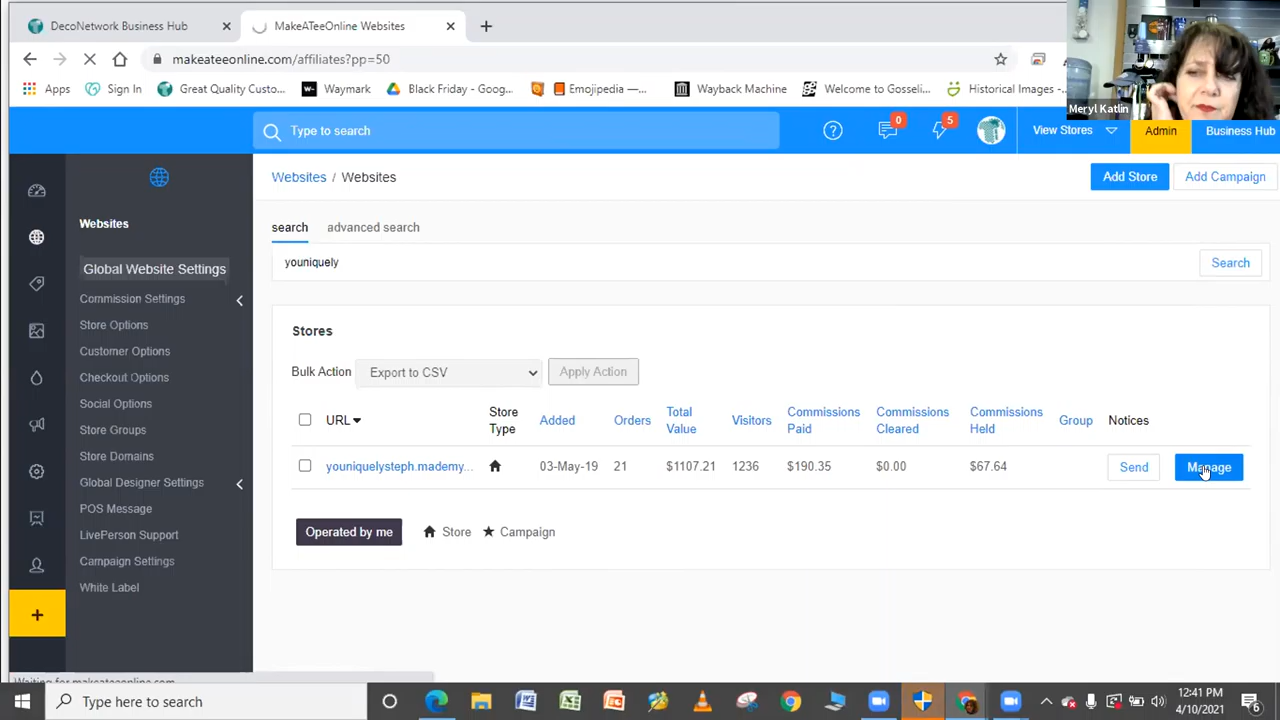 DecoNetwork Business Hub
MakeATeeOnline Websites
makeateeonline.com/affiliates?pp=50
Apps Sign In Great Quality Custo... Waymark Black Friday - Goog... Emojipedia —... Wayback Machine Welcome to Gosseli... Historical Images -...
Meryl Katlin
Type to search
0
5
View Stores
Admin
Business Hub
Websites / Websites
Add Store
Add Campaign
Websites
Global Website Settings
Commission Settings
Store Options
Customer Options
Checkout Options
Social Options
Store Groups
Store Domains
Global Designer Settings
POS Message
LivePerson Support
Campaign Settings
White Label
search advanced search
youniquely
Search
Stores
Bulk Action Export to CSV Apply Action
URL Store Type Added Orders Total Value Visitors Commissions Paid Commissions Cleared Commissions Held Group Notices
youniquelysteph.mademy... 03-May-19 21 $1107.21 1236 $190.35 $0.00 $67.64 Send Manage
Operated by me Store Campaign
Waiting for makeateeonline.com
Type here to search
12:41 PM
4/10/2021
6